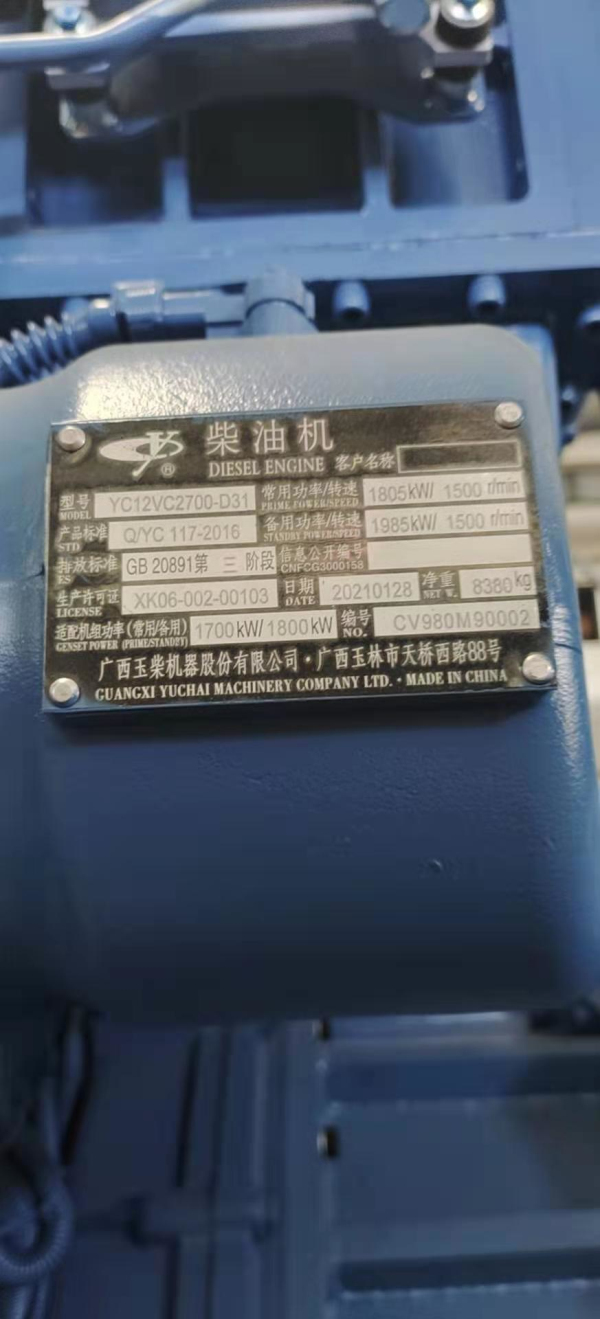 柴油机
DIESEL ENGINE 客户名称
型号 MODEL YC12VC2700-D31 常用功率/转速 PRIME POWER/SPEED 1805kW/ 1500 r/min
产品标准 STD Q/YC 117-2016 备用功率/转速 STANDBY POWER/SPEED 1985kW/ 1500 r/min
排放标准 ES GB 20891第 三 阶段 信息公开编号 CNFCG3000158
生产许可证 LICENSE XK06-002-00103 日期 DATE 20210128 净重 NET W. 8380kg
适配机组功率(常用/备用) GENSET POWER (PRIME/STANDBY) 1700kW/1800kW 编号 NO. CV980M90002
广西玉柴机器股份有限公司·广西玉林市天桥西路88号
GUANGXI YUCHAI MACHINERY COMPANY LTD. · MADE IN CHINA